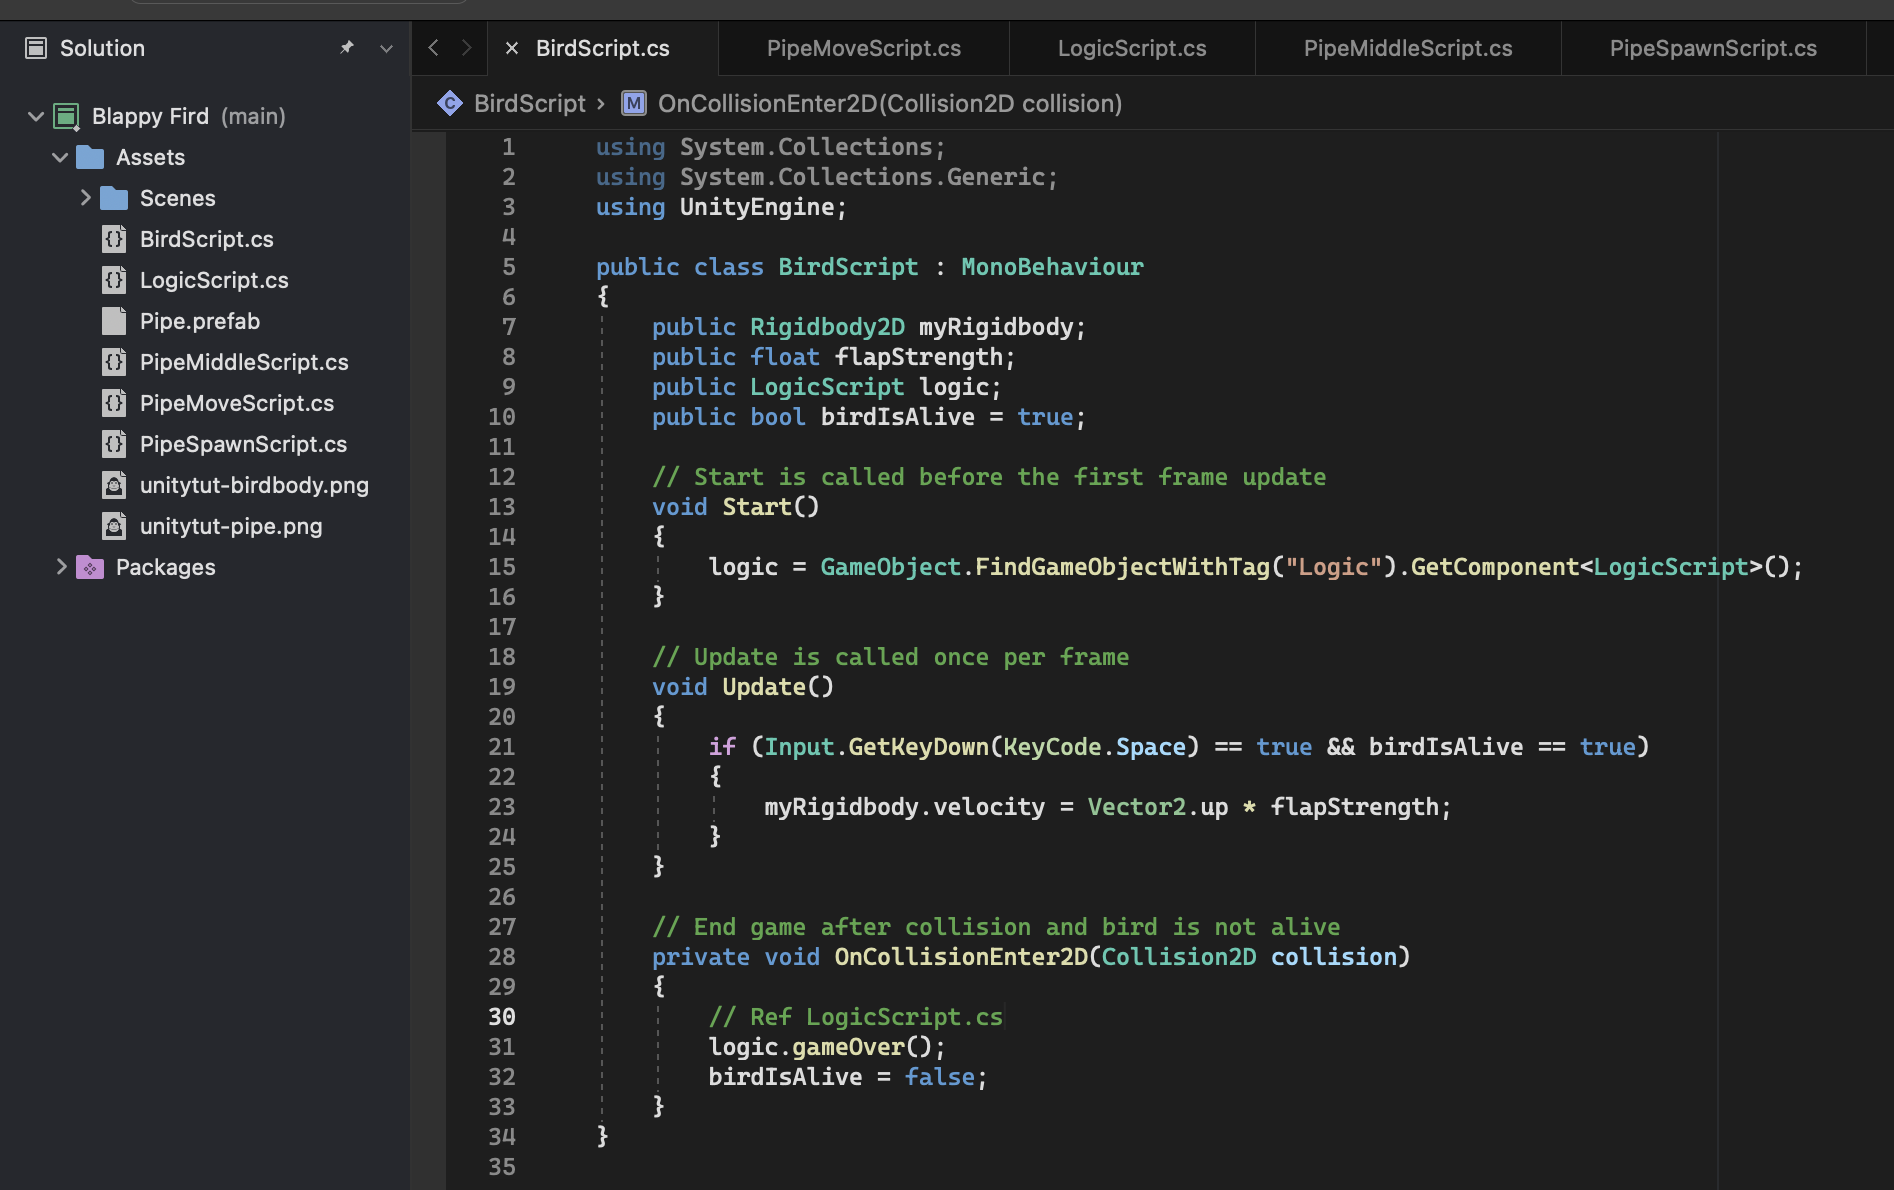 Solution
Blappy Fird (main)
Assets
Scenes
BirdScript.cs
LogicScript.cs
Pipe.prefab
PipeMiddleScript.cs
PipeMoveScript.cs
PipeSpawnScript.cs
unitytut-birdbody.png
unitytut-pipe.png
Packages
BirdScript.cs PipeMoveScript.cs LogicScript.cs PipeMiddleScript.cs PipeSpawnScript.cs
C BirdScript › M OnCollisionEnter2D(Collision2D collision)
1 using System.Collections;
2 using System.Collections.Generic;
3 using UnityEngine;
4
5 public class BirdScript : MonoBehaviour
6 {
7 public Rigidbody2D myRigidbody;
8 public float flapStrength;
9 public LogicScript logic;
10 public bool birdIsAlive = true;
11
12 // Start is called before the first frame update
13 void Start()
14 {
15 logic = GameObject.FindGameObjectWithTag("Logic").GetComponent<LogicScript>();
16 }
17
18 // Update is called once per frame
19 void Update()
20 {
21 if (Input.GetKeyDown(KeyCode.Space) == true && birdIsAlive == true)
22 {
23 myRigidbody.velocity = Vector2.up * flapStrength;
24 }
25 }
26
27 // End game after collision and bird is not alive
28 private void OnCollisionEnter2D(Collision2D collision)
29 {
30 // Ref LogicScript.cs
31 logic.gameOver();
32 birdIsAlive = false;
33 }
34 }
35